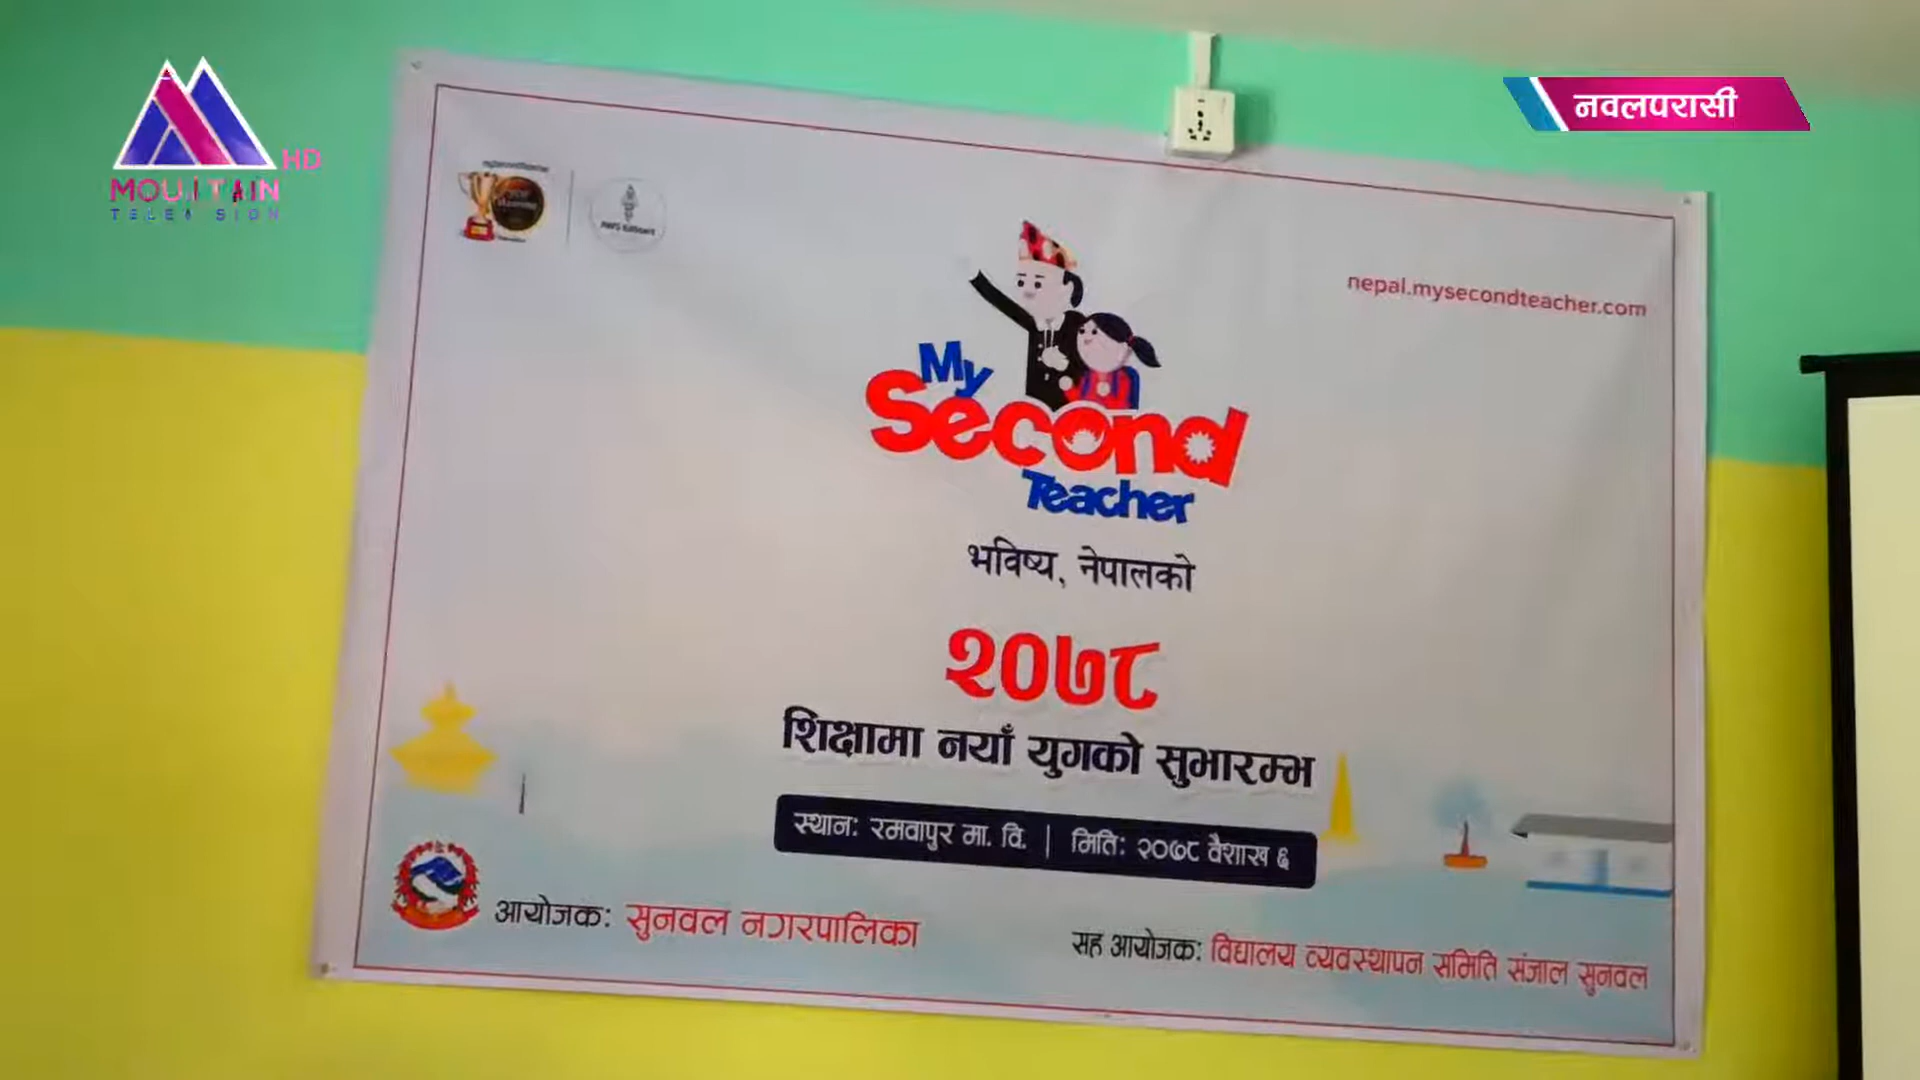 MOUNTAIN HD
TELEVISION
नवलपरासी
nepal.mysecondteacher.com
My
Second
Teacher
भविष्य, नेपालको
२०७८
शिक्षामा नयाँ युगको सुभारम्भ
स्थान: रमवापुर मा. वि. | मिति: २०७८ वैशाख ६
आयोजक: सुनवल नगरपालिका
सह आयोजक: विद्यालय व्यवस्थापन समिति संजाल सुनवल